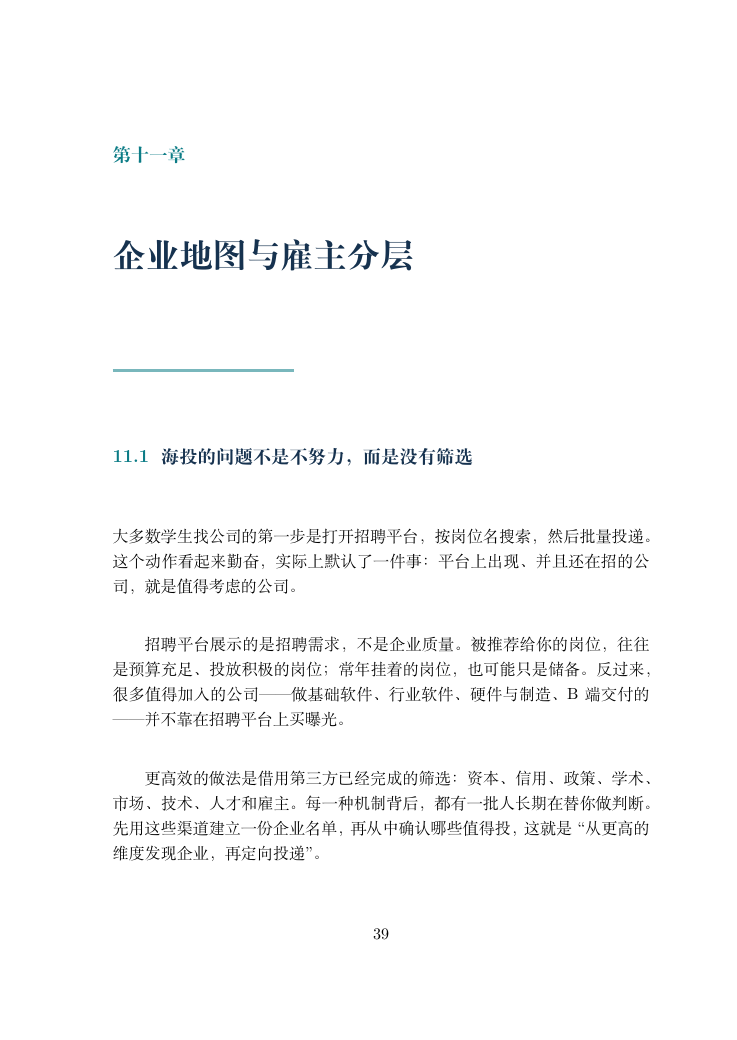 第十一章
企业地图与雇主分层
11.1 海投的问题不是不努力，而是没有筛选
大多数学生找公司的第一步是打开招聘平台，按岗位名搜索，然后批量投递。
这个动作看起来勤奋，实际上默认了一件事：平台上出现、并且还在招的公
司，就是值得考虑的公司。
招聘平台展示的是招聘需求，不是企业质量。被推荐给你的岗位，往往
是预算充足、投放积极的岗位；常年挂着的岗位，也可能只是储备。反过来，
很多值得加入的公司——做基础软件、行业软件、硬件与制造、B 端交付的
——并不靠在招聘平台上买曝光。
更高效的做法是借用第三方已经完成的筛选：资本、信用、政策、学术、
市场、技术、人才和雇主。每一种机制背后，都有一批人长期在替你做判断。
先用这些渠道建立一份企业名单，再从中确认哪些值得投，这就是 “从更高的
维度发现企业，再定向投递”。
39